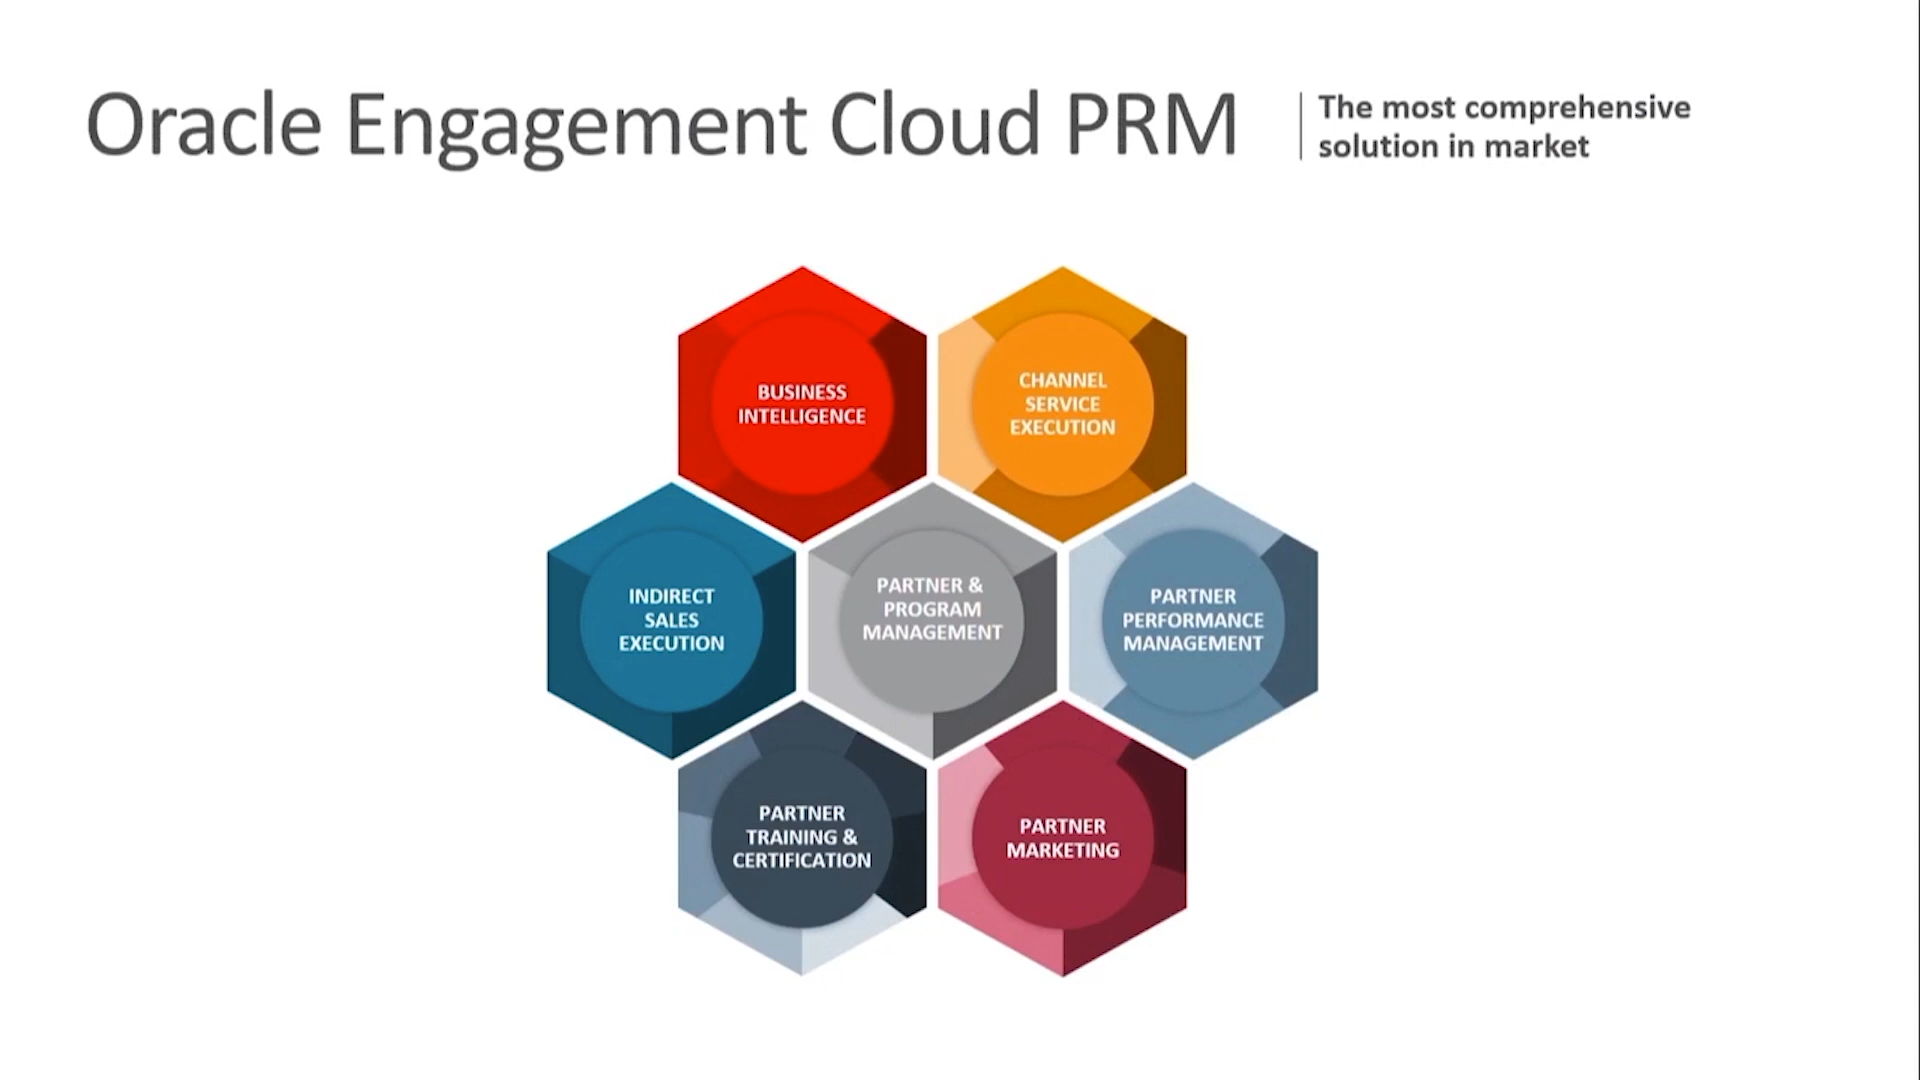 Oracle Engagement Cloud PRM
The most comprehensive
solution in market
BUSINESS
INTELLIGENCE
CHANNEL
SERVICE
EXECUTION
INDIRECT
SALES
EXECUTION
PARTNER &
PROGRAM
MANAGEMENT
PARTNER
PERFORMANCE
MANAGEMENT
PARTNER
TRAINING &
CERTIFICATION
PARTNER
MARKETING